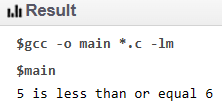 Result
$gcc -o main *.c -lm
$main
5 is less than or equal 6